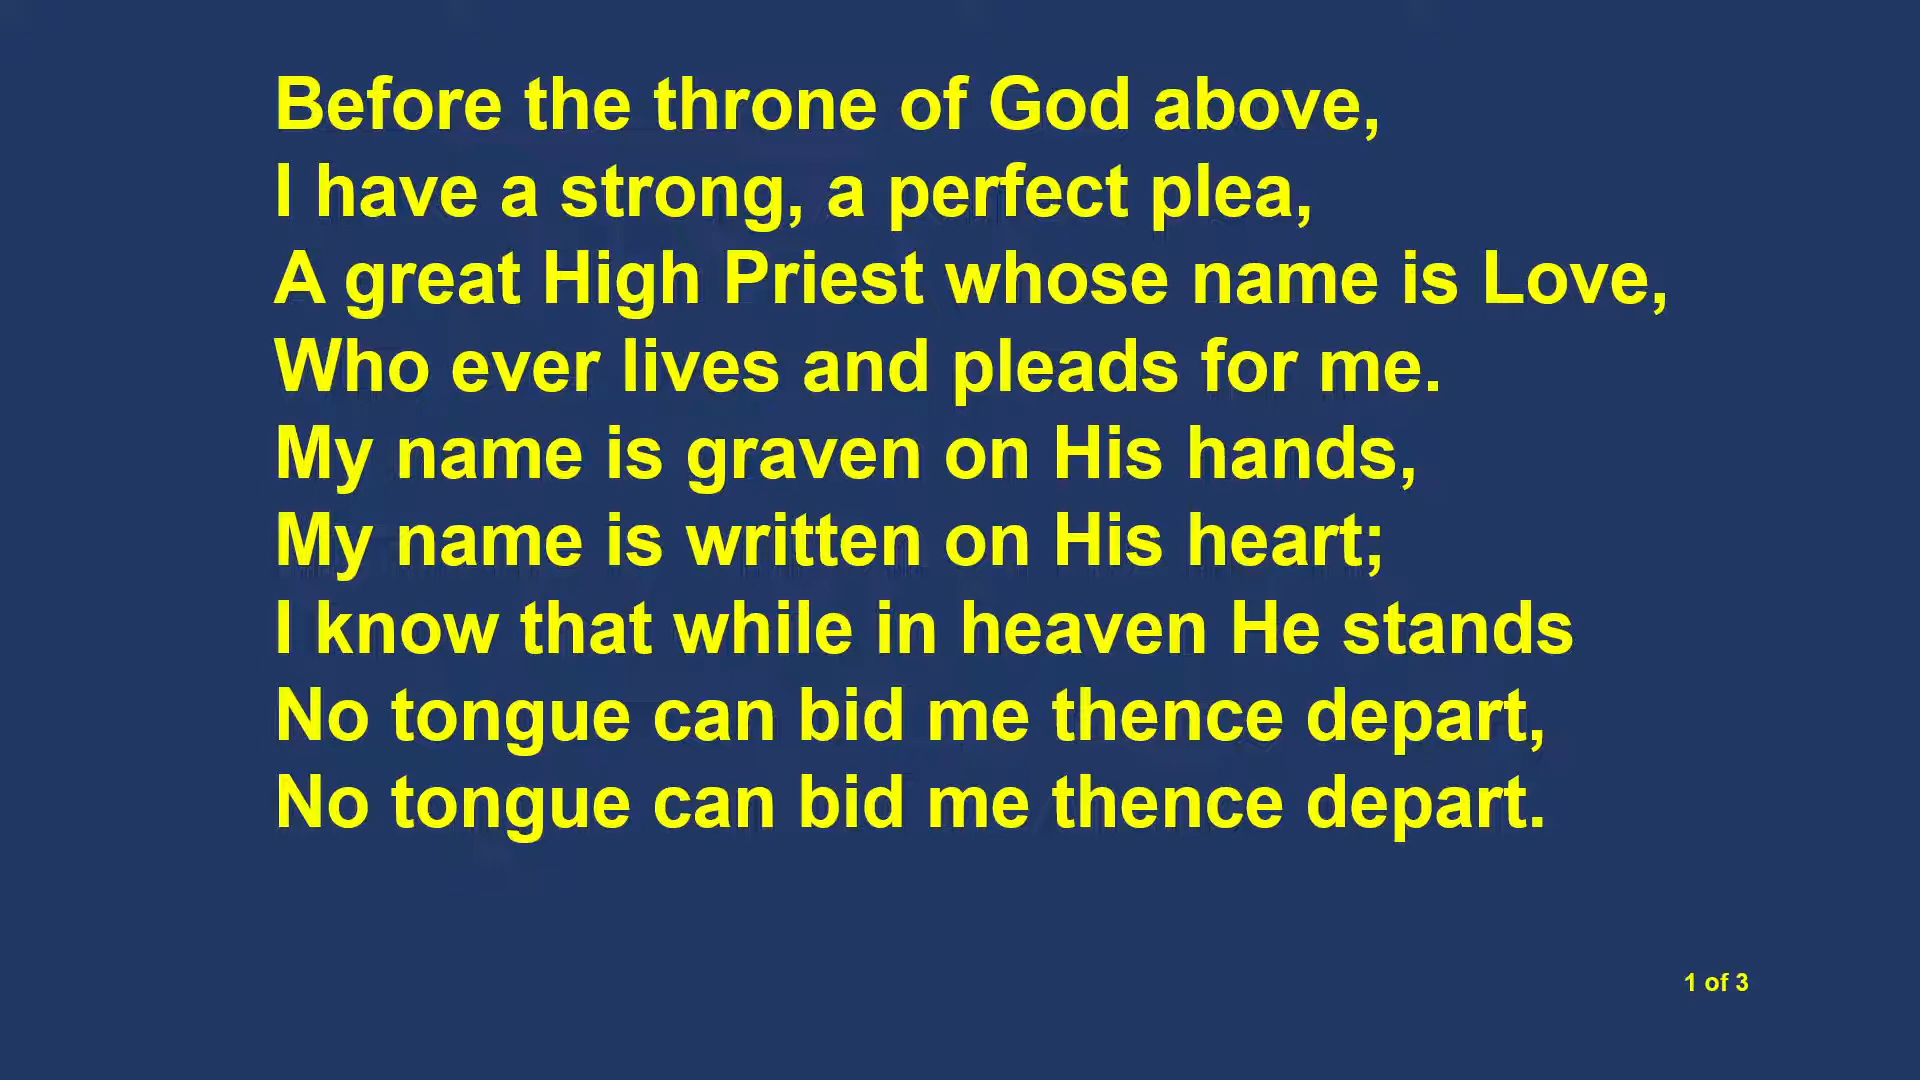 Before the throne of God above,
I have a strong, a perfect plea,
A great High Priest whose name is Love,
Who ever lives and pleads for me.
My name is graven on His hands,
My name is written on His heart;
I know that while in heaven He stands
No tongue can bid me thence depart,
No tongue can bid me thence depart.
1 of 3